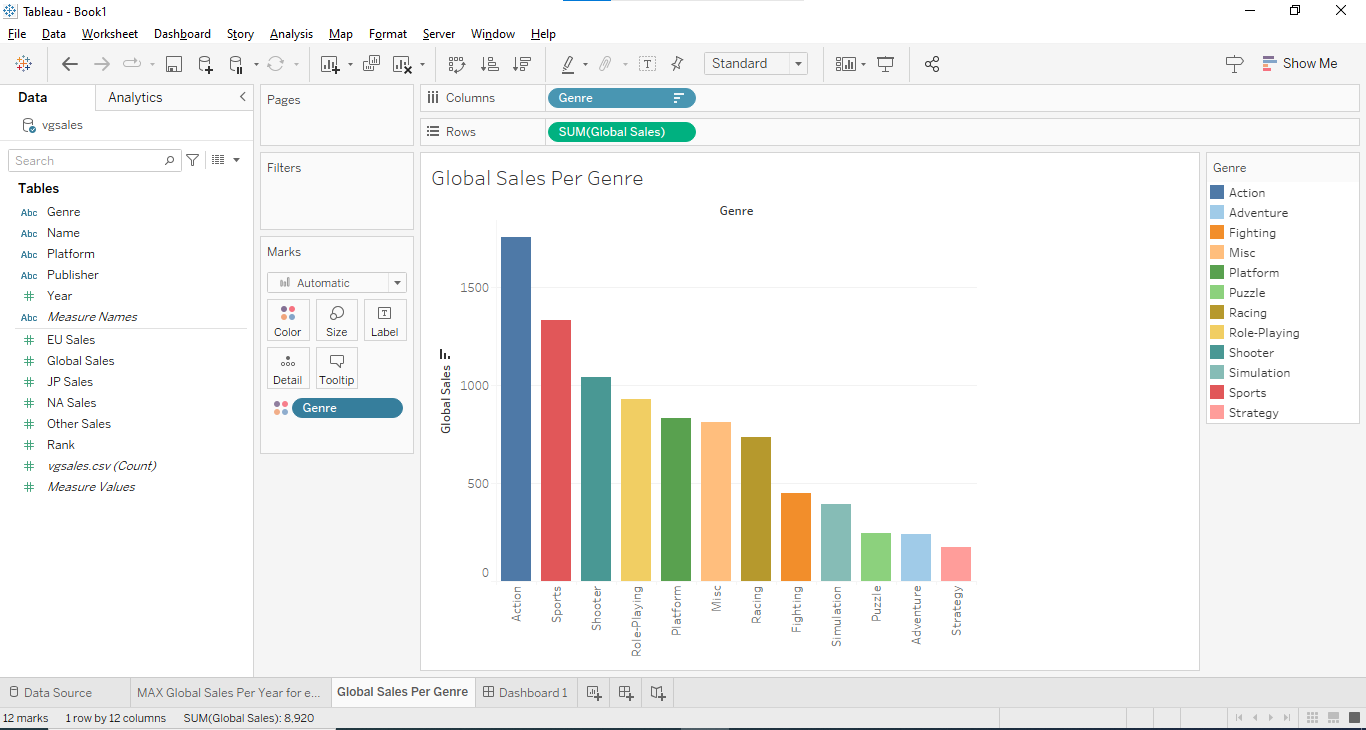 Tableau - Book1
File Data Worksheet Dashboard Story Analysis Map Format Server Window Help
Standard
Show Me
Data Analytics
vgsales
Search
Tables
Abc Genre
Abc Name
Abc Platform
Abc Publisher
# Year
Abc Measure Names
# EU Sales
# Global Sales
# JP Sales
# NA Sales
# Other Sales
# Rank
# vgsales.csv (Count)
# Measure Values
Pages
Filters
Marks
Automatic
Color Size Label
Detail Tooltip
Genre
Columns Genre
Rows SUM(Global Sales)
Global Sales Per Genre
Genre
Global Sales
1500
1000
500
0
Action
Sports
Shooter
Role-Playing
Platform
Misc
Racing
Fighting
Simulation
Puzzle
Adventure
Strategy
Genre
Action
Adventure
Fighting
Misc
Platform
Puzzle
Racing
Role-Playing
Shooter
Simulation
Sports
Strategy
Data Source MAX Global Sales Per Year for e... Global Sales Per Genre Dashboard 1
12 marks 1 row by 12 columns SUM(Global Sales): 8,920